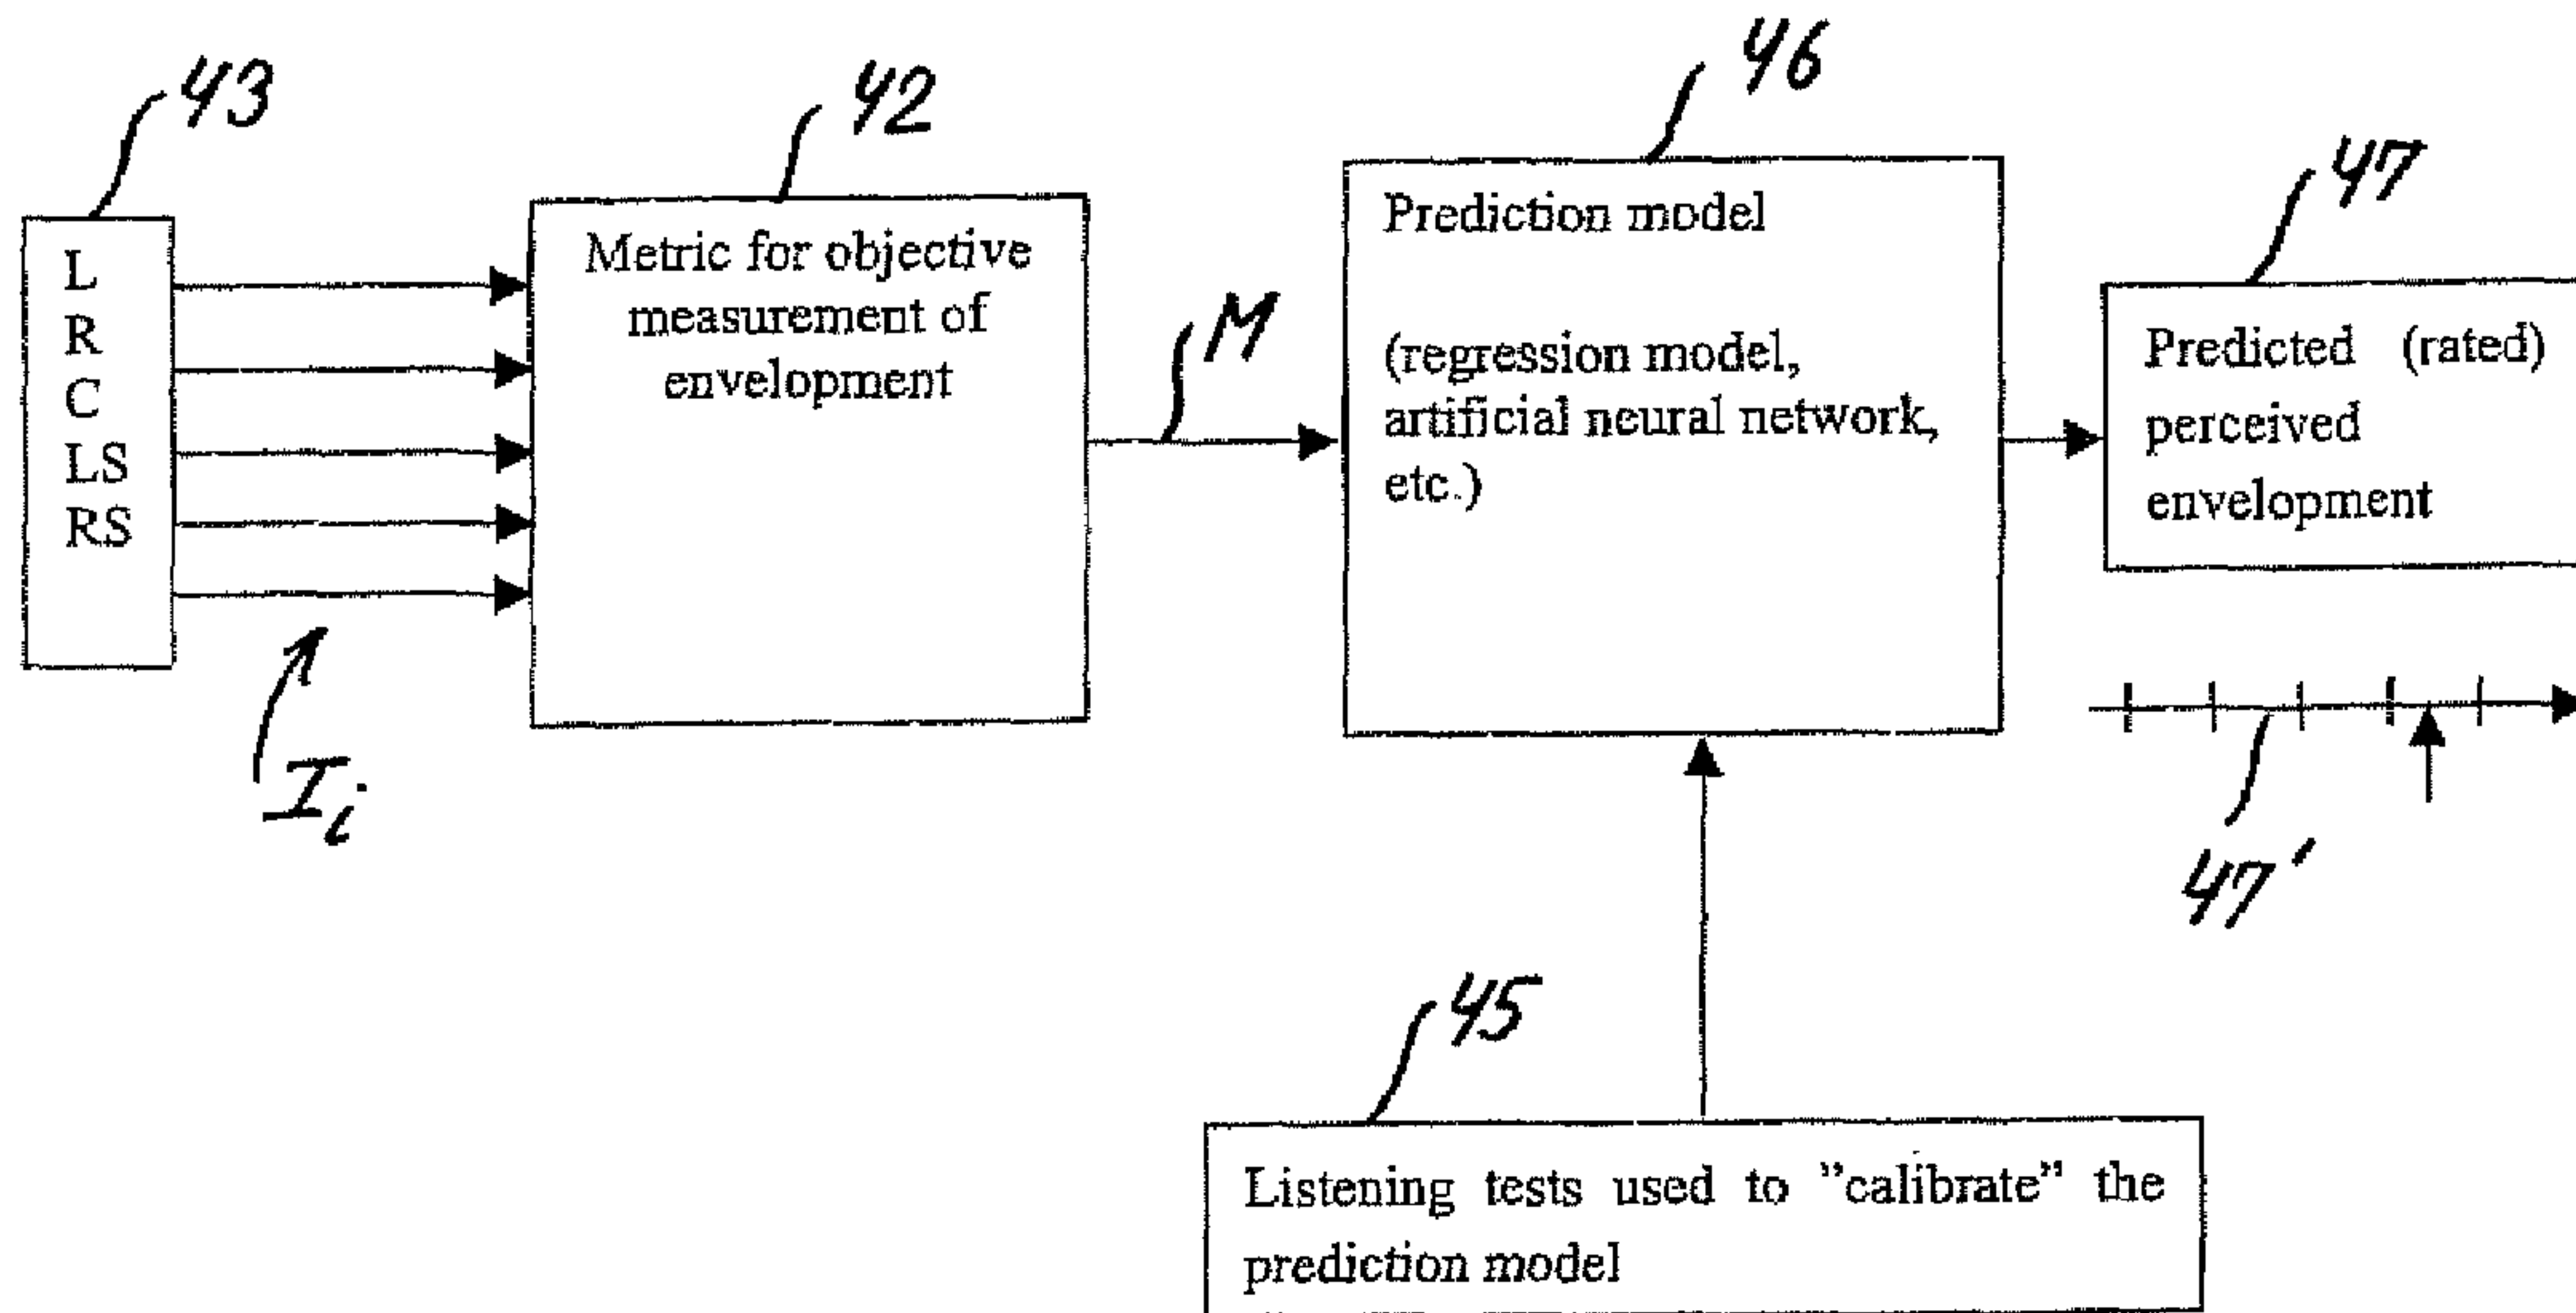 43
42
46
47
L
R
C
LS
RS
Metric for objective
measurement of
envelopment
M
Prediction model
(regression model,
artificial neural network,
etc.)
Predicted (rated)
perceived
envelopment
Ii
47'
45
Listening tests used to ”calibrate” the
prediction model